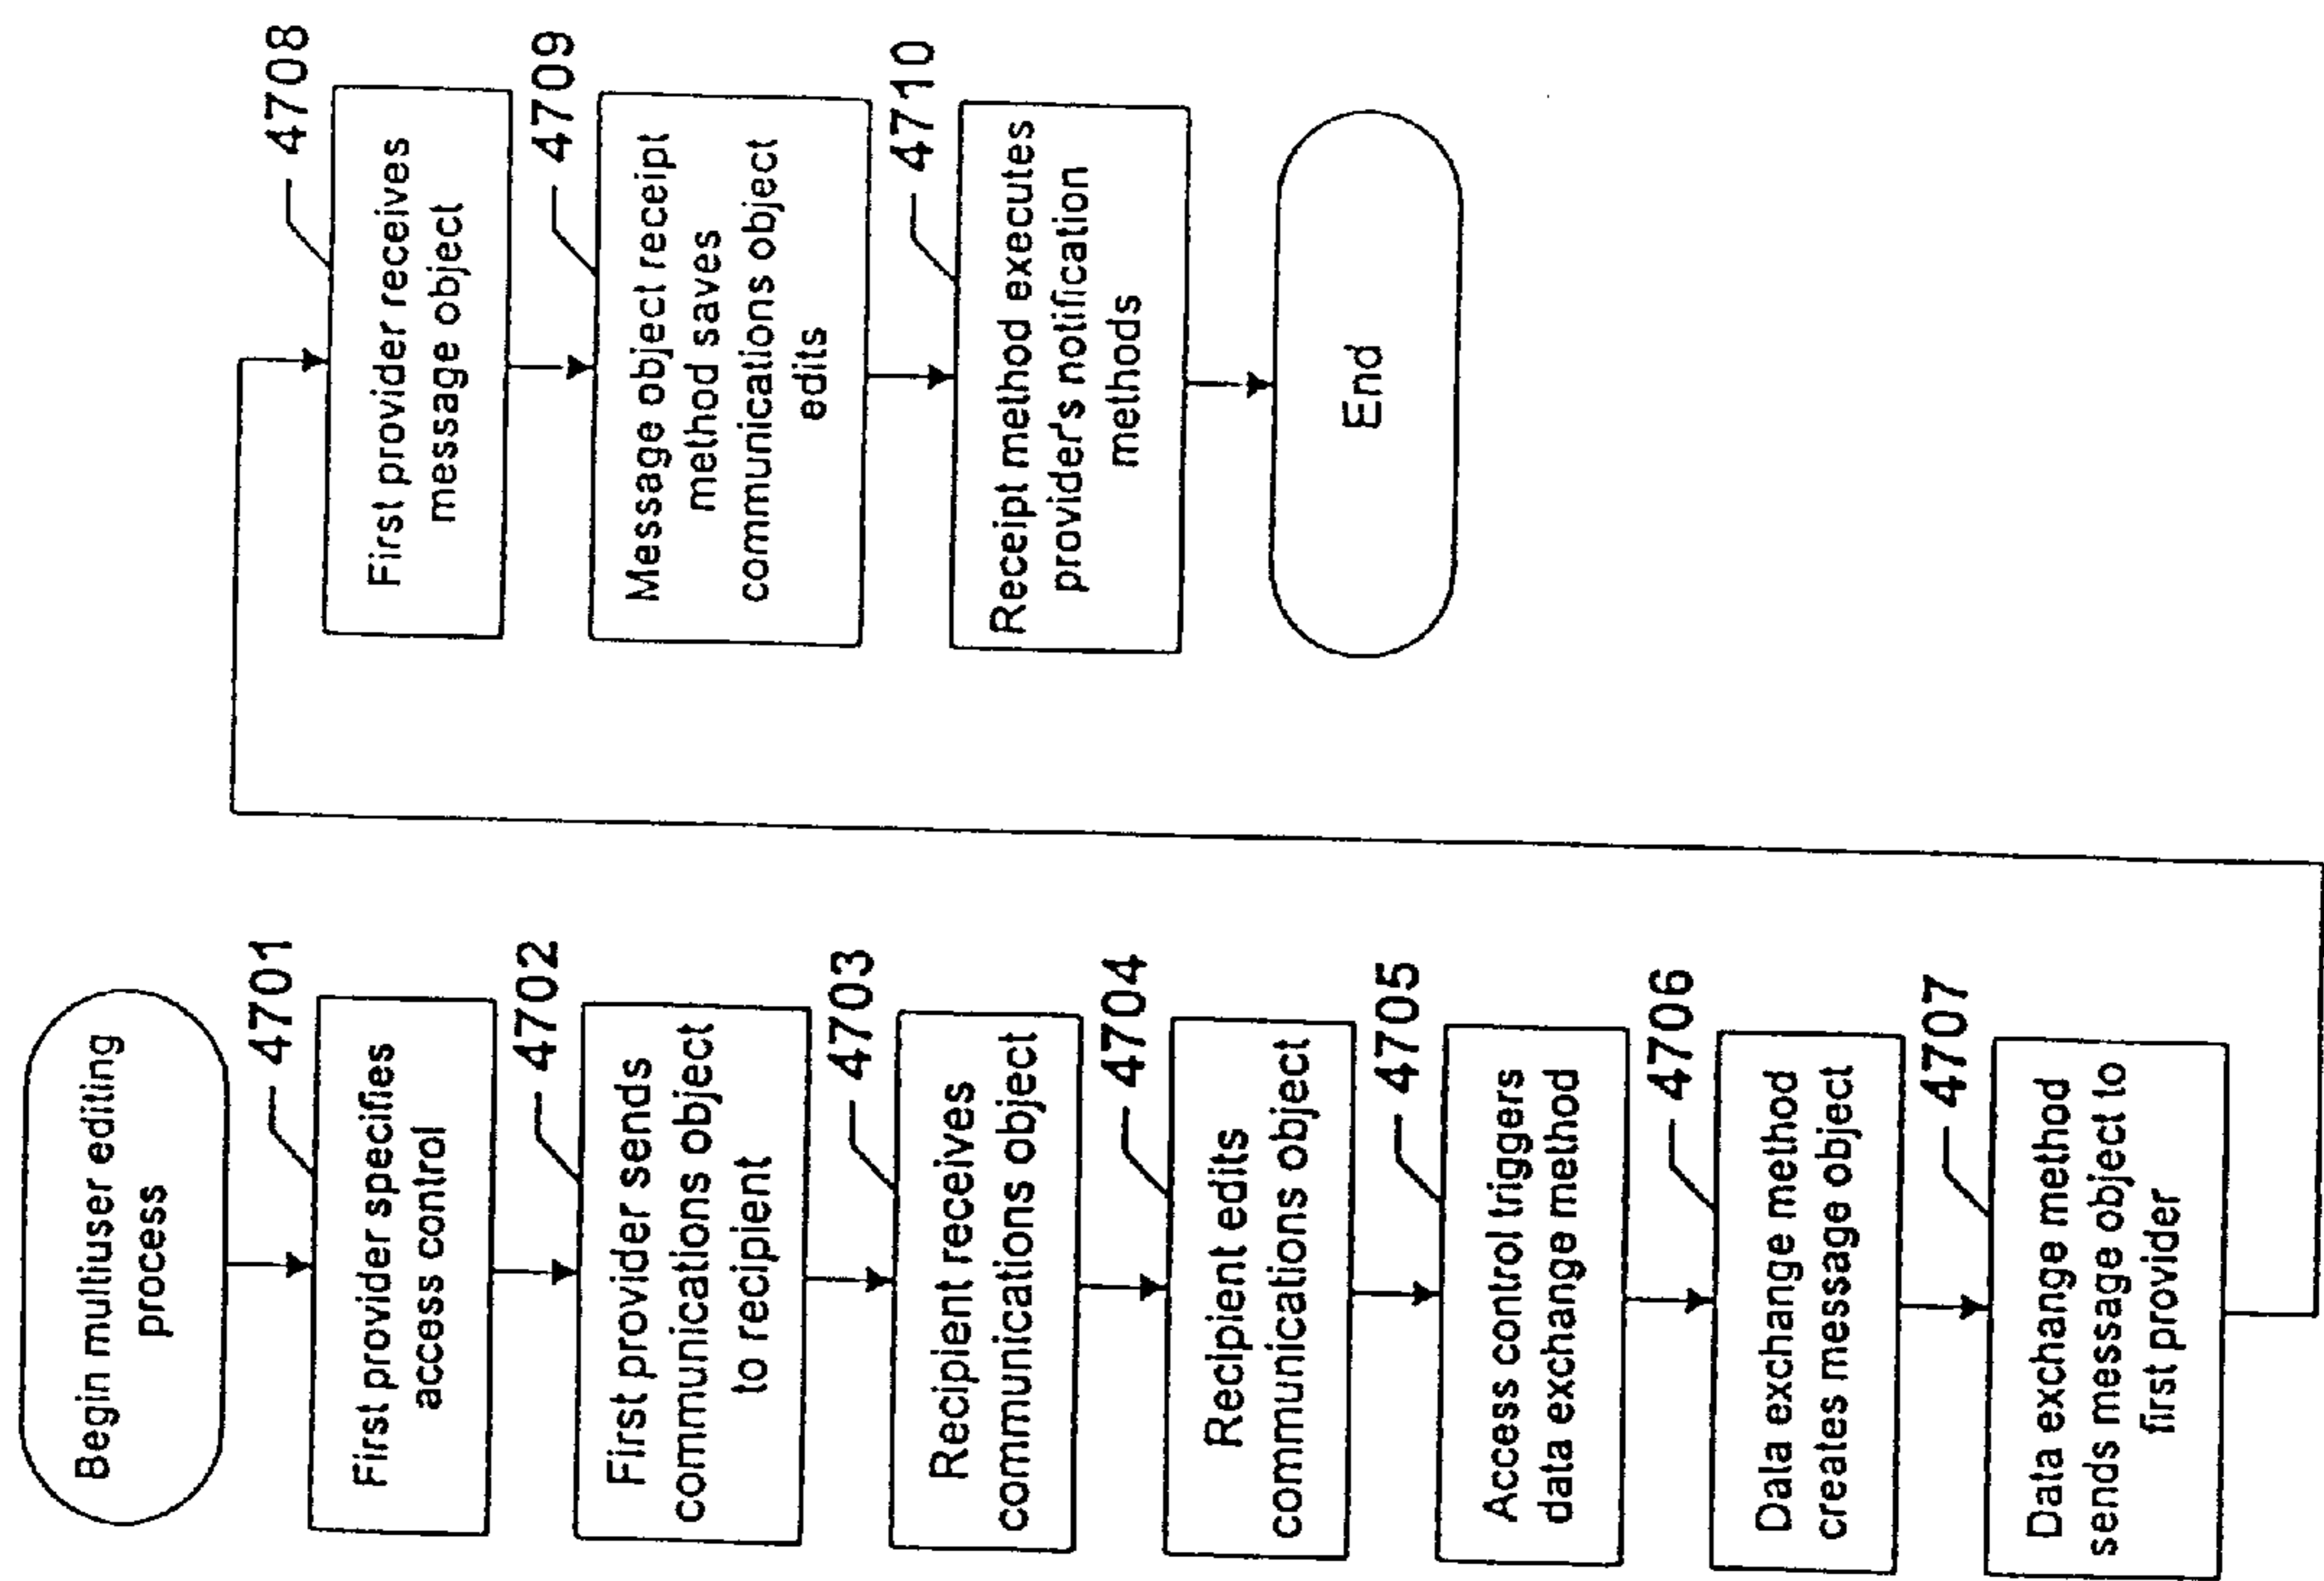 Begin multiuser editing
process
4701
First provider specifies
access control
4702
First provider sends
communications object
to recipient
4703
Recipient receives
communications object
4704
Recipient edits
communications object
4705
Access control triggers
data exchange method
4706
Data exchange method
creates message object
4707
Data exchange method
sends message object to
first provider
4708
First provider receives
message object
4709
Message object receipt
method saves
communications object
edits
4710
Receipt method executes
provider's notification
methods
End